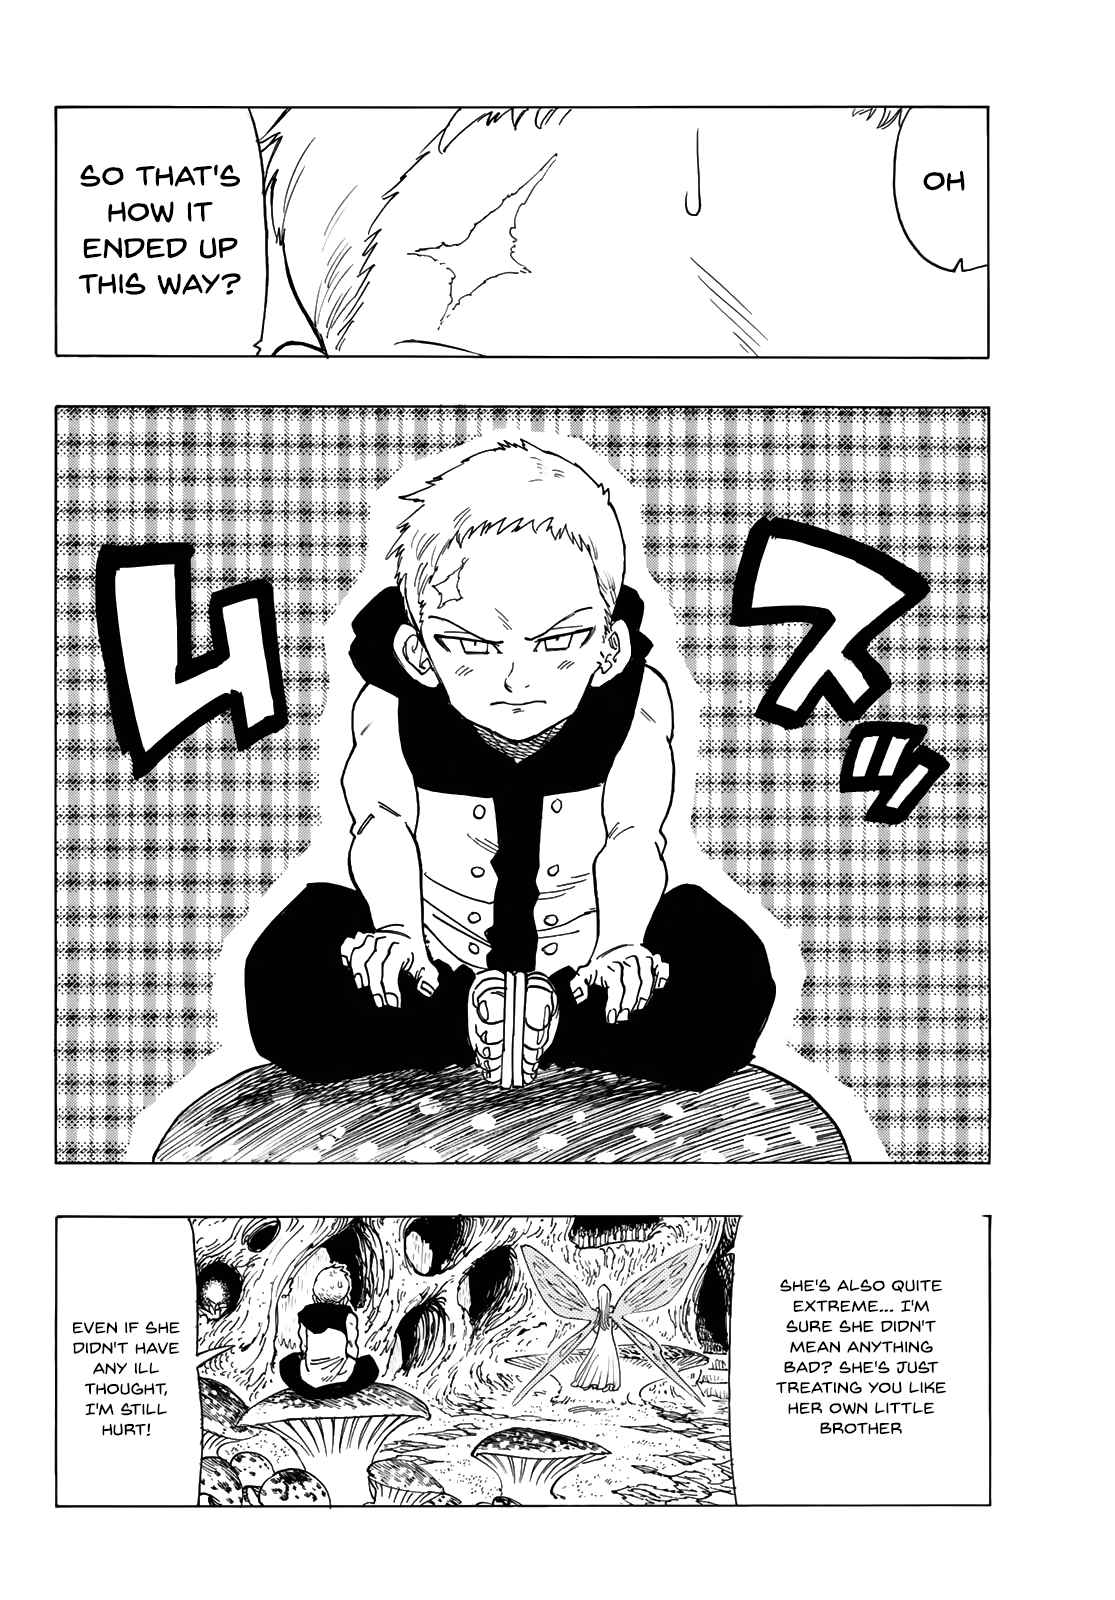 OH
SO THAT'S
HOW IT
ENDED UP
THIS WAY?
ムスッ
SHE'S ALSO QUITE
EXTREME... I'M
SURE SHE DIDN'T
MEAN ANYTHING
BAD? SHE'S JUST
TREATING YOU LIKE
HER OWN LITTLE
BROTHER
EVEN IF SHE
DIDN'T HAVE
ANY ILL
THOUGHT,
I'M STILL
HURT!